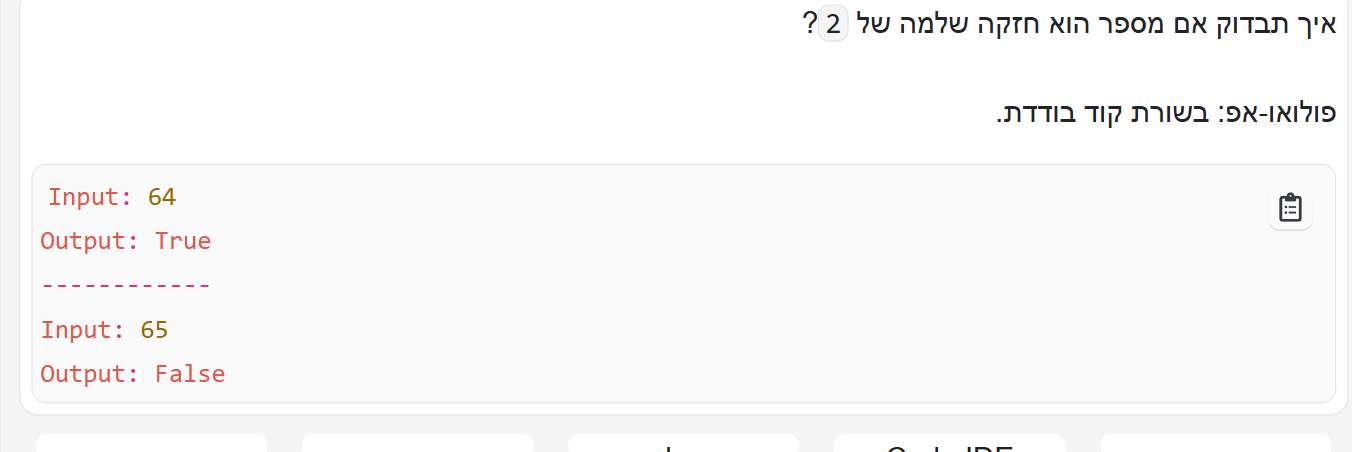 איך תבדוק אם מספר הוא חזקה שלמה של 2?
פולואו-אפ: בשורת קוד בודדת.
Input: 64
Output: True
------------
Input: 65
Output: False